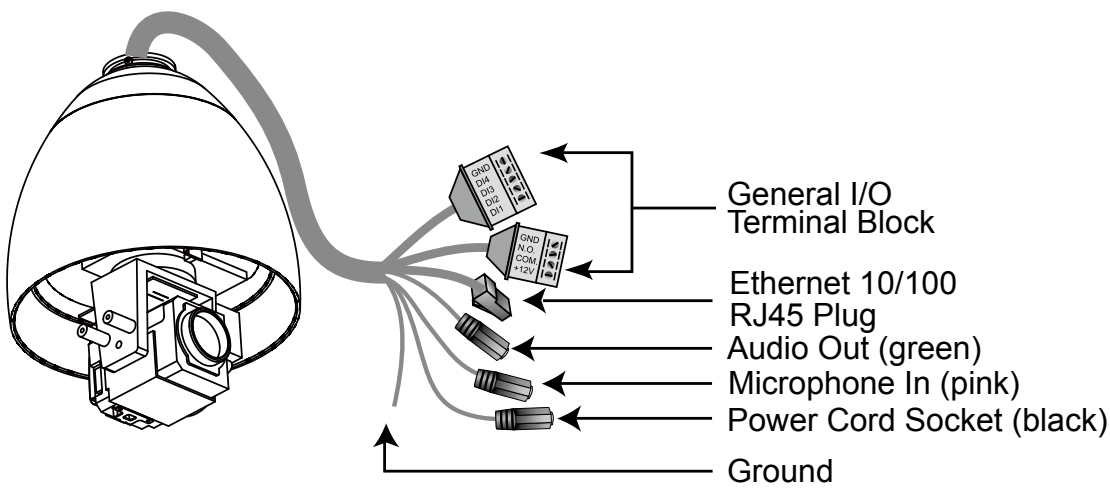 GND
DI4
DI3
DI2
DI1
GND
N.O.
COM.
+12V
General I/O
Terminal Block
Ethernet 10/100
RJ45 Plug
Audio Out (green)
Microphone In (pink)
Power Cord Socket (black)
Ground